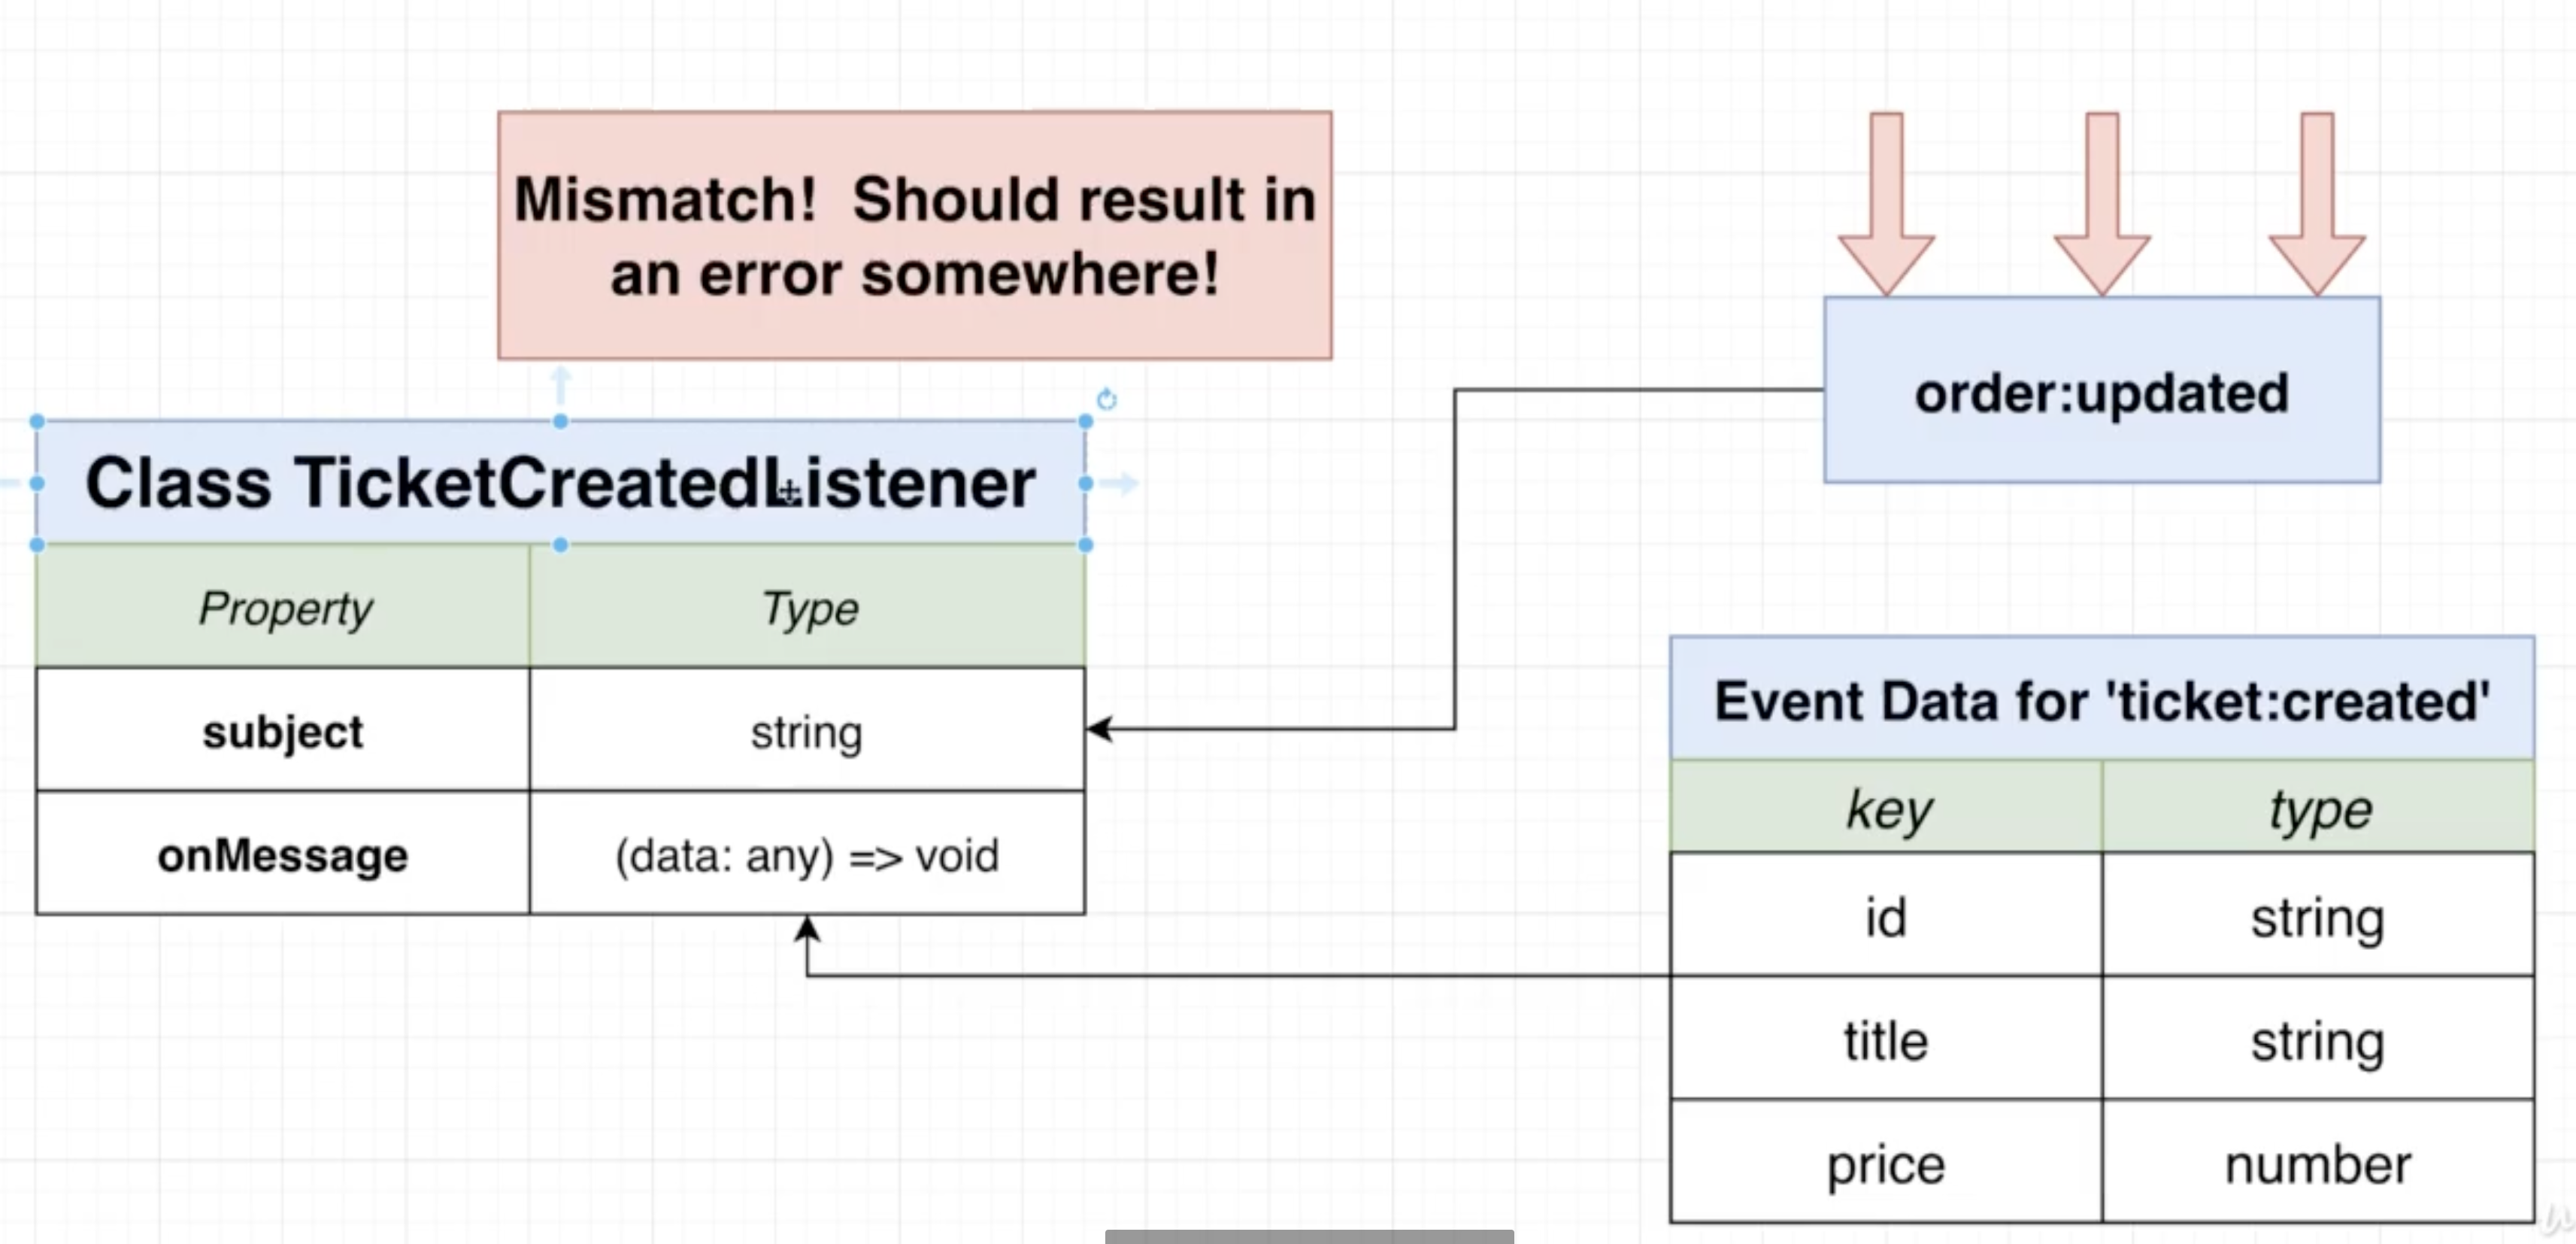 Mismatch!  Should result in
an error somewhere!
order:updated
Class TicketCreatedListener
Property Type
subject string
onMessage (data: any) => void
Event Data for 'ticket:created'
key type
id string
title string
price number